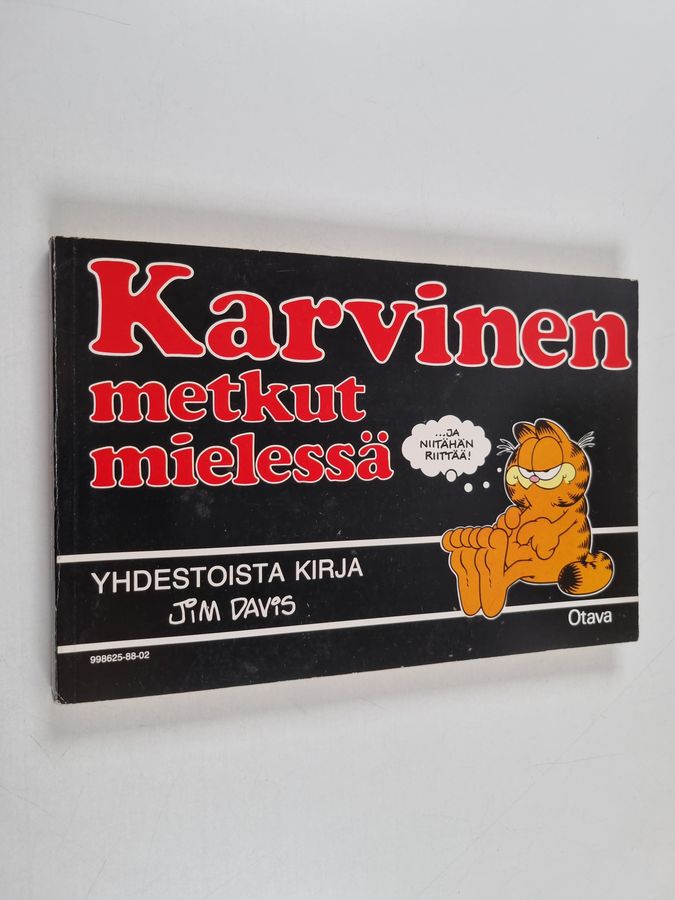 Karvinen
metkut
mielessä
...JA
NIITÄHÄN
RIITTÄÄ!
YHDESTOISTA KIRJA
JIM DAVIS
Otava
998625-88-02